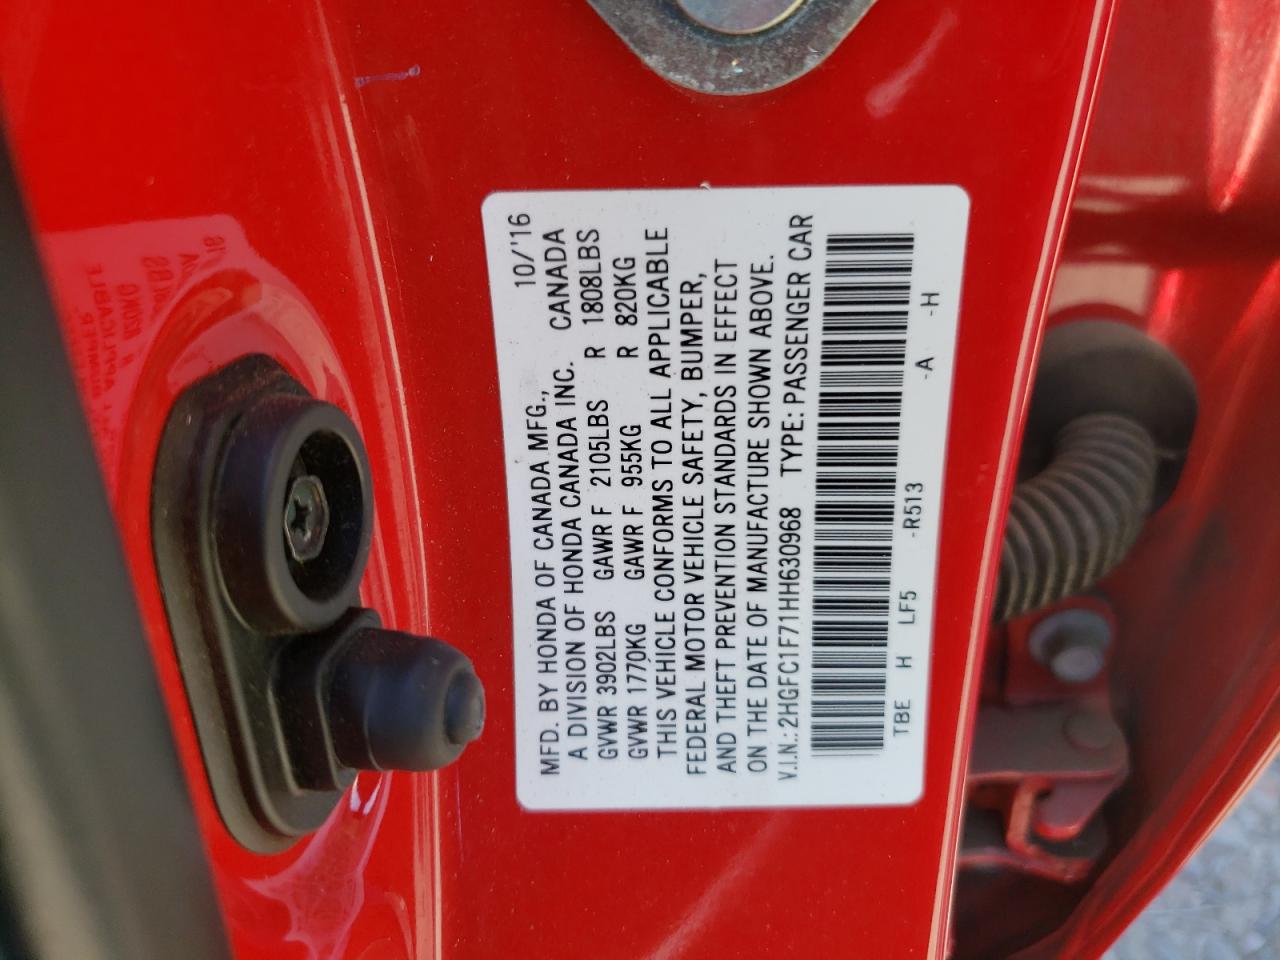 MFD. BY HONDA OF CANADA MFG., 10/'16
A DIVISION OF HONDA CANADA INC. CANADA
GVWR 3902LBS GAWR F 2105LBS R 1808LBS
GVWR 1770KG GAWR F 955KG R 820KG
THIS VEHICLE CONFORMS TO ALL APPLICABLE
FEDERAL MOTOR VEHICLE SAFETY, BUMPER,
AND THEFT PREVENTION STANDARDS IN EFFECT
ON THE DATE OF MANUFACTURE SHOWN ABOVE.
V.I.N.: 2HGFC1F71HH630968 TYPE: PASSENGER CAR
TBE H LF5 -R513 -A -H